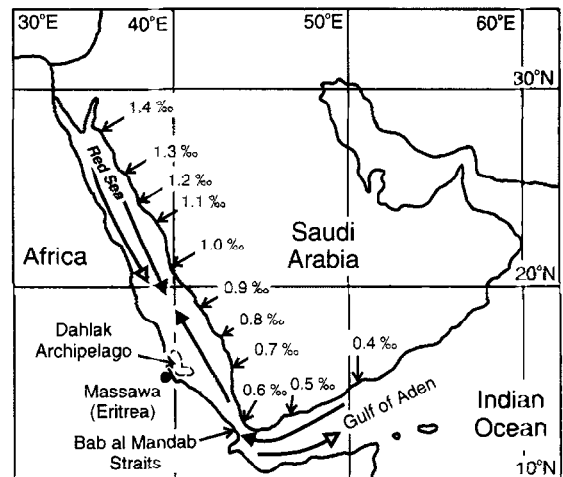 30°E
40°E
50°E
60°E
30°N
1.4 ‰
Red Sea
1.3 ‰
1.2 ‰
1.1 ‰
1.0 ‰
Africa
Saudi
Arabia
20°N
0.9 ‰
0.8 ‰
0.7 ‰
0.4 ‰
Dahlak
Archipelago
Massawa
(Eritrea)
0.6 ‰
0.5 ‰
Gulf of Aden
Indian
Ocean
Bab al Mandab
Straits
10°N